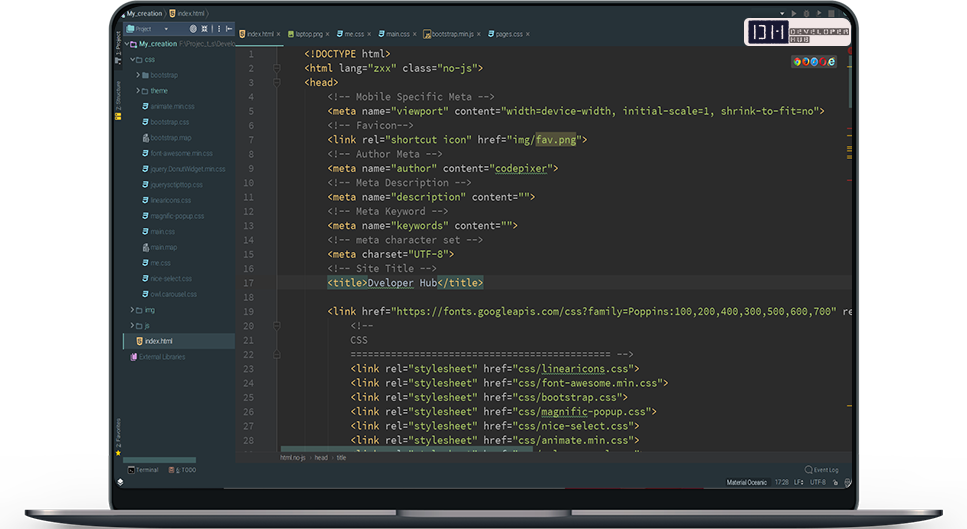 My_creation index.html
Project
index.html × laptop.png × me.css × main.css × bootstrap.min.js × pages.css ×
DH DEVELOPER HUB
1: Project
Z: Structure
2: Favorites
My_creation F:\Projec_t_s\Develo
css
bootstrap
theme
animate.min.css
bootstrap.css
bootstrap.map
font-awesome.min.css
jquery.DonutWidget.min.css
jqueryscripttop.css
linearicons.css
magnific-popup.css
main.css
main.map
me.css
nice-select.css
owl.carousel.css
img
js
index.html
External Libraries
1 <!DOCTYPE html>
2 <html lang="zxx" class="no-js">
3 <head>
4 <!-- Mobile Specific Meta -->
5 <meta name="viewport" content="width=device-width, initial-scale=1, shrink-to-fit=no">
6 <!-- Favicon-->
7 <link rel="shortcut icon" href="img/fav.png">
8 <!-- Author Meta -->
9 <meta name="author" content="codepixer">
10 <!-- Meta Description -->
11 <meta name="description" content="">
12 <!-- Meta Keyword -->
13 <meta name="keywords" content="">
14 <!-- meta character set -->
15 <meta charset="UTF-8">
16 <!-- Site Title -->
17 <title>Dveloper Hub</title>
18
19 <link href="https://fonts.googleapis.com/css?family=Poppins:100,200,400,300,500,600,700" re
20 <!--
21 CSS
22 ============================================= -->
23 <link rel="stylesheet" href="css/linearicons.css">
24 <link rel="stylesheet" href="css/font-awesome.min.css">
25 <link rel="stylesheet" href="css/bootstrap.css">
26 <link rel="stylesheet" href="css/magnific-popup.css">
27 <link rel="stylesheet" href="css/nice-select.css">
28 <link rel="stylesheet" href="css/animate.min.css">
html.no-js › head › title
Terminal 6: TODO Event Log
Material Oceanic 17:28 LF÷ UTF-8